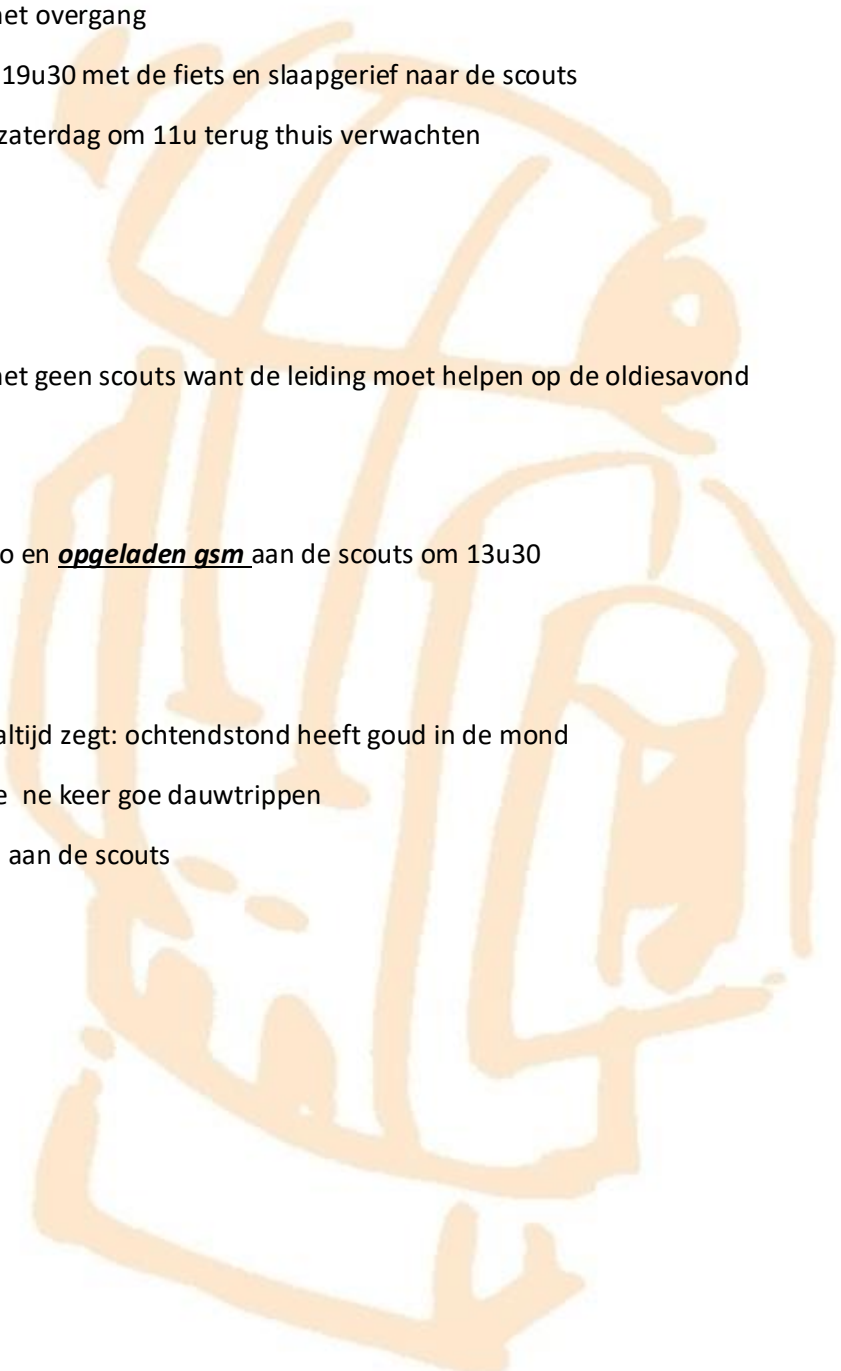 overgang
19u30 met de fiets en slaapgerief naar de scouts
zaterdag om 11u terug thuis verwachten
geen scouts want de leiding moet helpen op de oldiesavond
en opgeladen gsm aan de scouts om 13u30
altijd zegt: ochtendstond heeft goud in de mond
ne keer goe dauwtrippen
aan de scouts